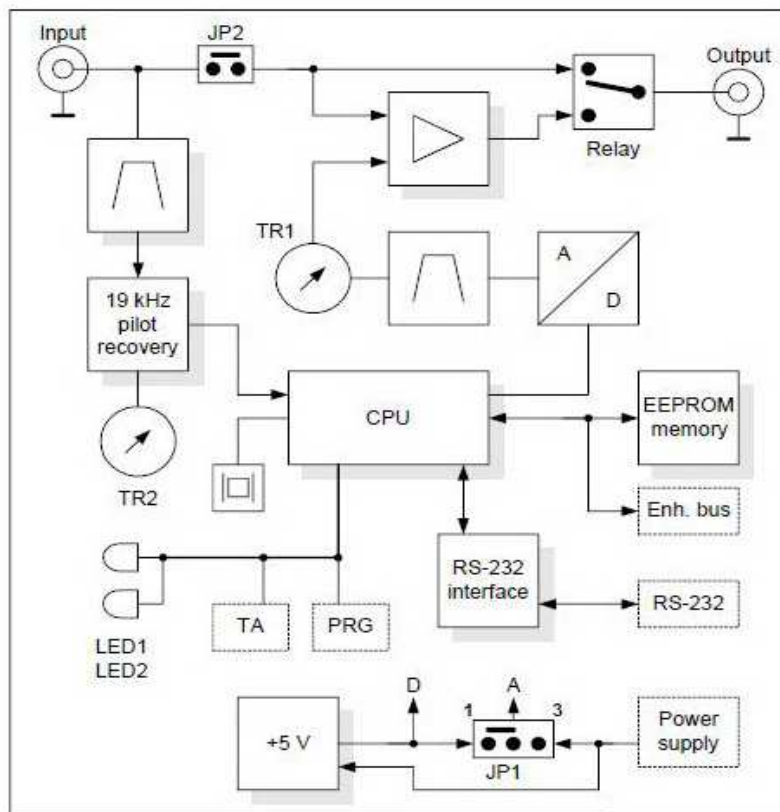 Input
JP2
Output
Relay
TR1
A
D
19 kHz
pilot
recovery
CPU
EEPROM
memory
TR2
Enh. bus
RS-232
interface
RS-232
TA
PRG
LED1
LED2
D
A
1
3
+5 V
JP1
Power
supply